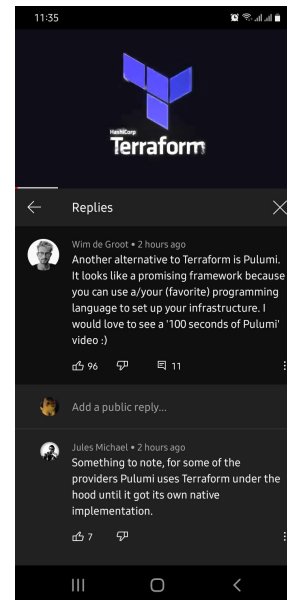 11:35
HashiCorp
Terraform
Replies
Wim de Groot • 2 hours ago
Another alternative to Terraform is Pulumi.
It looks like a promising framework because
you can use a/your (favorite) programming
language to set up your infrastructure. I
would love to see a '100 seconds of Pulumi'
video :)
96
11
Add a public reply...
Jules Michael • 2 hours ago
Something to note, for some of the
providers Pulumi uses Terraform under the
hood until it got its own native
implementation.
7